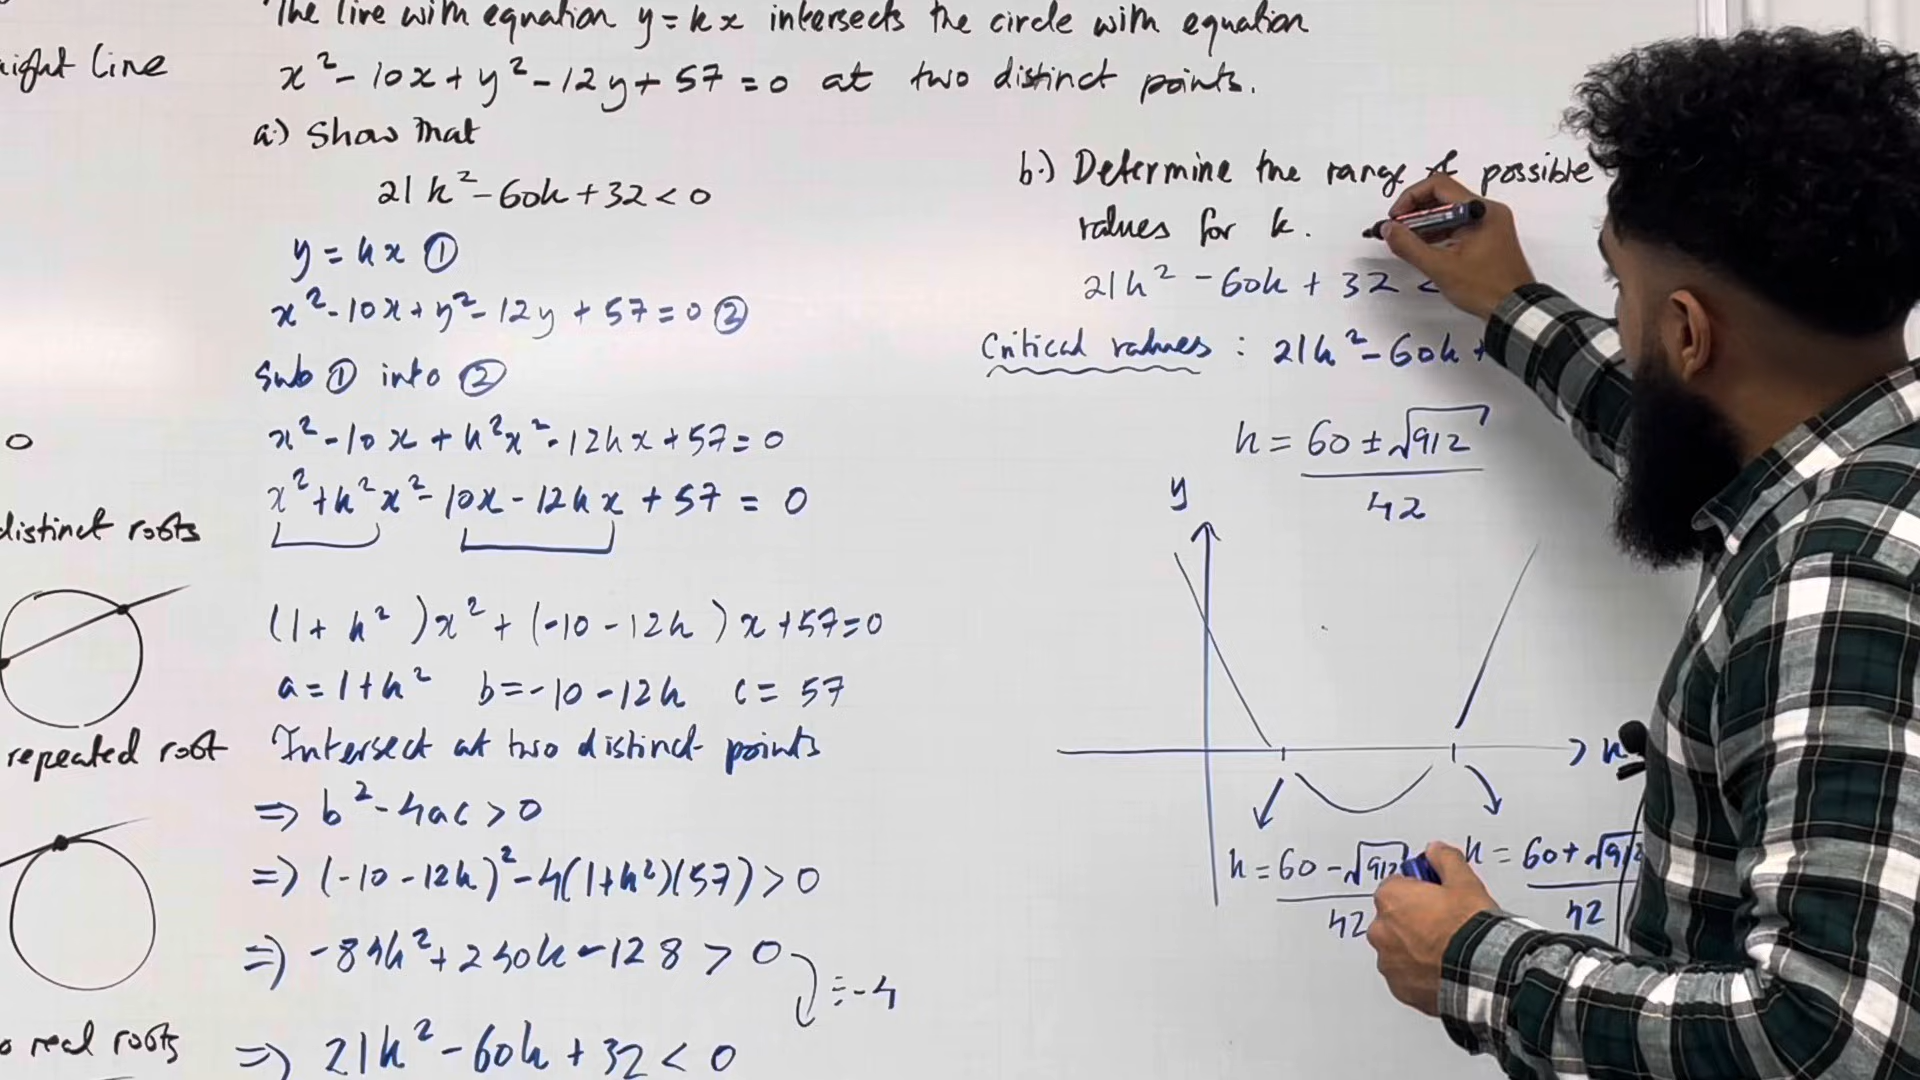 ight line
o
distinct roots
repeated root
o real roots
The line with equation y = kx intersects the circle with equation
x² - 10x + y² - 12y + 57 = 0 at two distinct points.
a.) Show that
21k² - 60k + 32 < 0
y = kx ①
x² - 10x + y² - 12y + 57 = 0 ②
Sub ① into ②
x² - 10x + k²x² - 12kx + 57 = 0
x² + k²x² - 10x - 12kx + 57 = 0
(1 + k²)x² + (-10 - 12k)x + 57 = 0
a = 1 + k² b = -10 - 12k c = 57
Intersect at two distinct points
⇒ b² - 4ac > 0
⇒ (-10 - 12k)² - 4(1 + k²)(57) > 0
⇒ -84k² + 240k - 128 > 0
÷ -4
⇒ 21k² - 60k + 32 < 0
b.) Determine the range of possible
values for k.
21k² - 60k + 32 <
Critical values : 21k² - 60k +
k = 60 ± √912
42
y
k
k = 60 - √912
42
k = 60 + √912
42